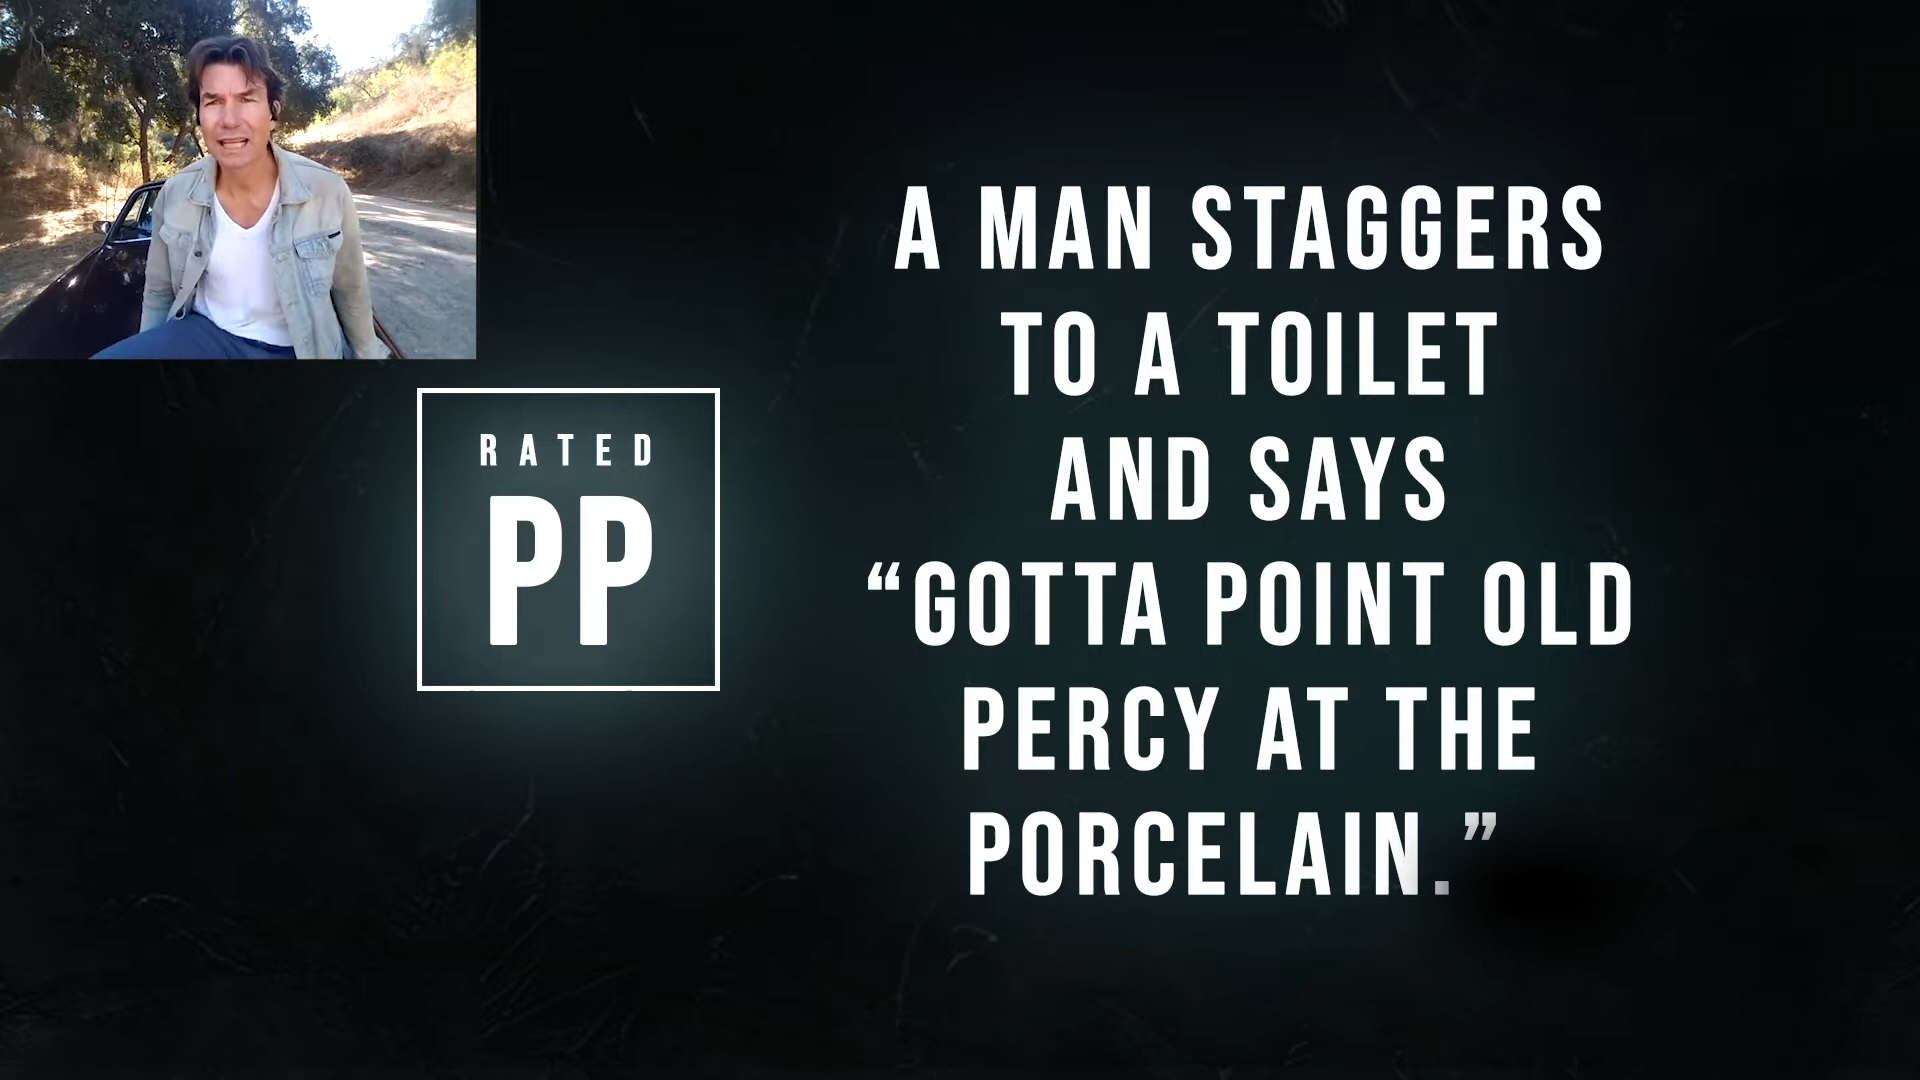 RATED
PP
A MAN STAGGERS
TO A TOILET
AND SAYS
“GOTTA POINT OLD
PERCY AT THE
PORCELAIN.”